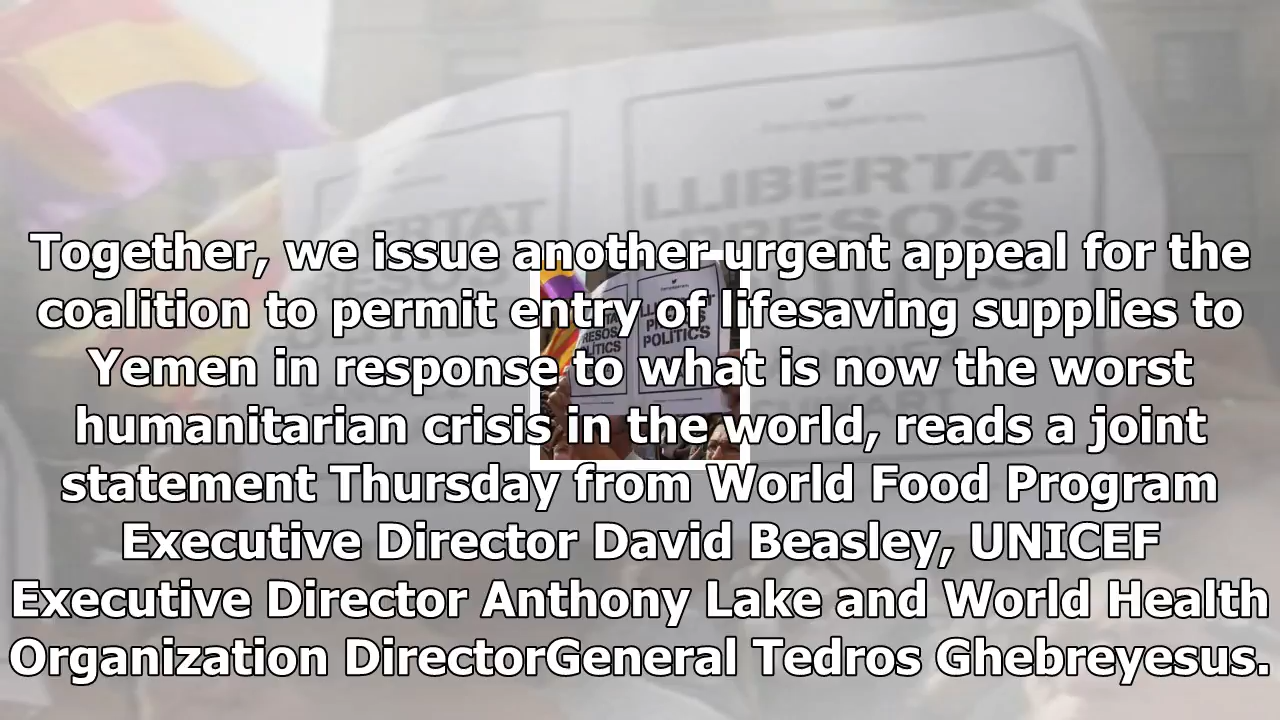 LLIBERTAT
PRESOS
Together, we issue another urgent appeal for the
coalition to permit entry of lifesaving supplies to
Yemen in response to what is now the worst
humanitarian crisis in the world, reads a joint
statement Thursday from World Food Program
Executive Director David Beasley, UNICEF
Executive Director Anthony Lake and World Health
Organization DirectorGeneral Tedros Ghebreyesus.
POLITICS